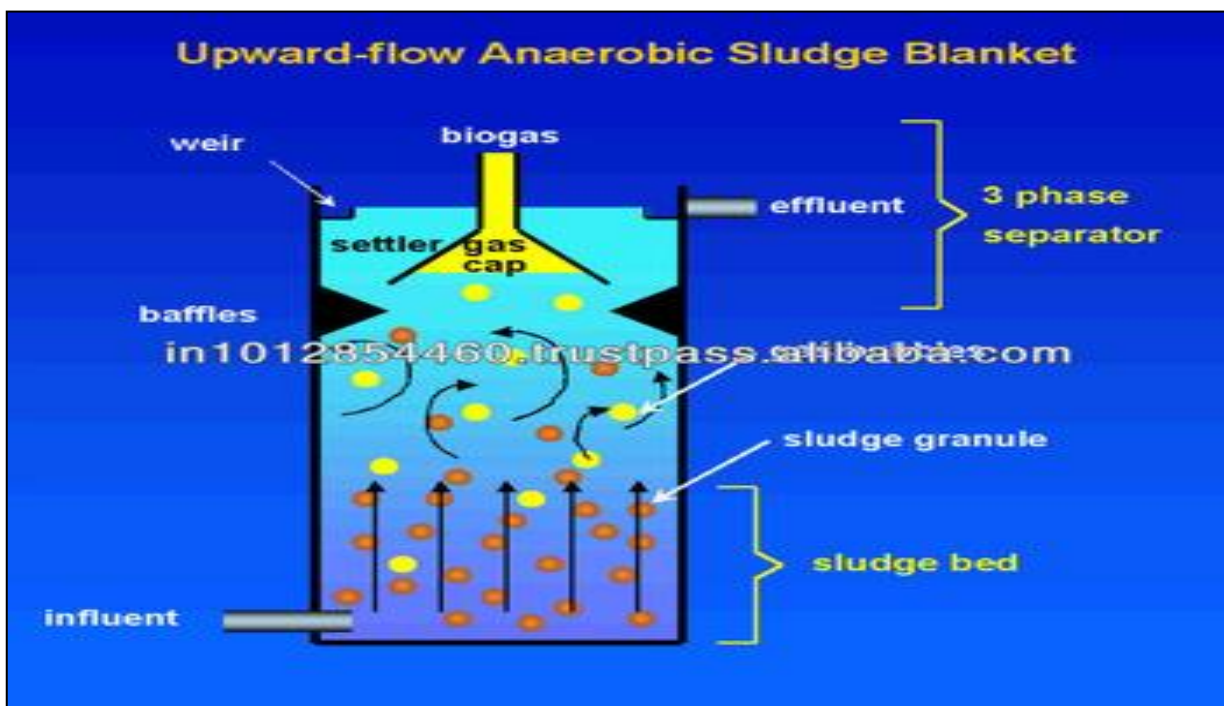 Upward-flow Anaerobic Sludge Blanket
biogas
weir
effluent
3 phase
separator
settler
gas
cap
baffles
in1012854460.trustpass.alibaba.com
sludge granule
sludge bed
influent